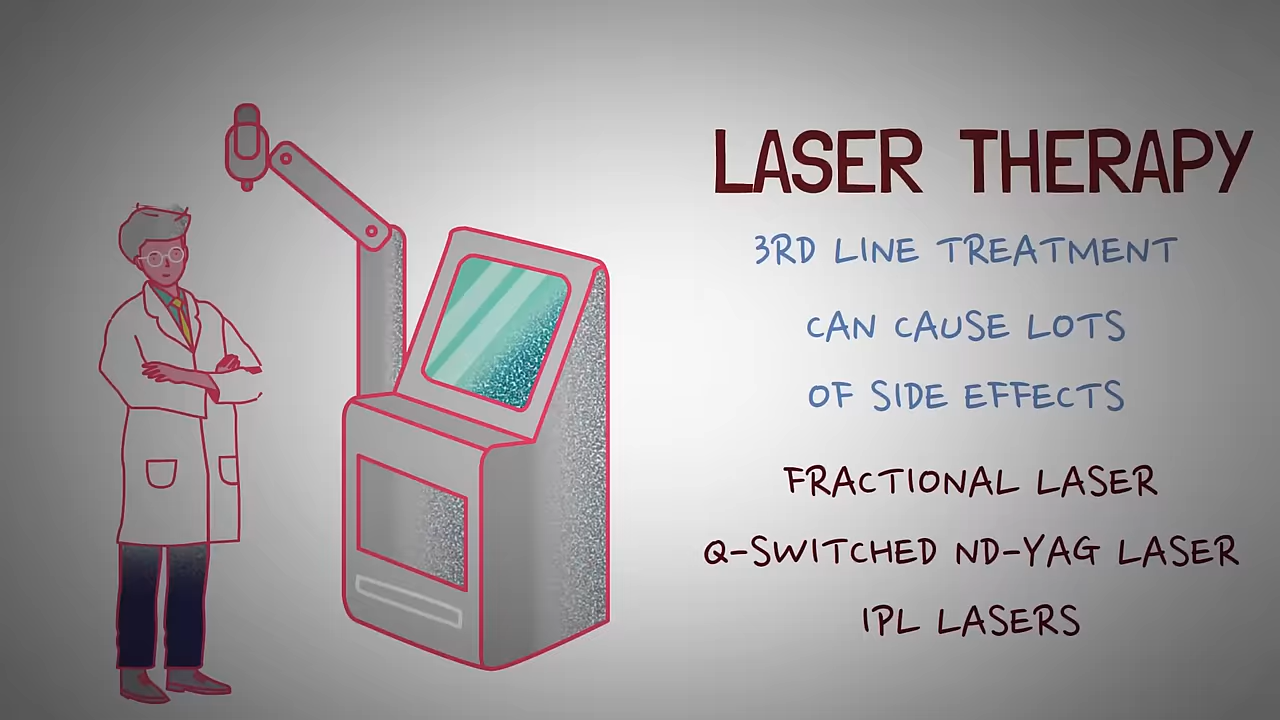 LASER THERAPY
3RD LINE TREATMENT
CAN CAUSE LOTS
OF SIDE EFFECTS
FRACTIONAL LASER
Q-SWITCHED ND-YAG LASER
IPL LASERS